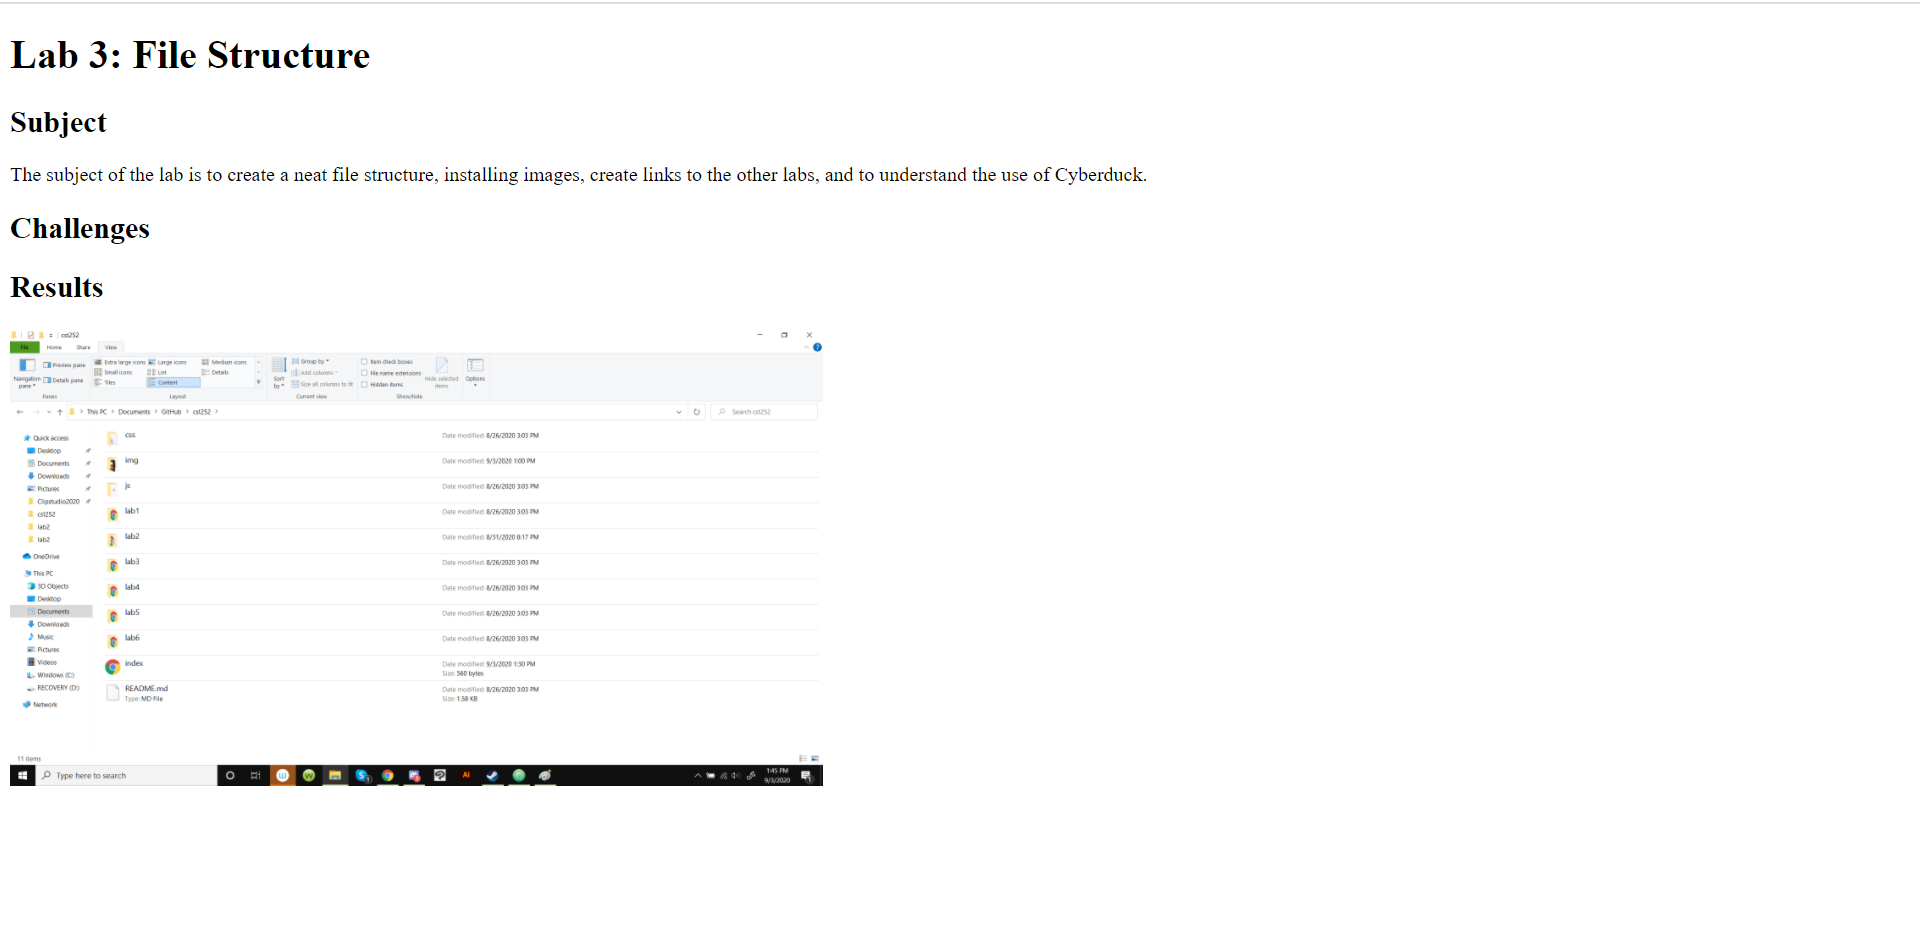 Lab 3: File Structure
Subject
The subject of the lab is to create a neat file structure, installing images, create links to the other labs, and to understand the use of Cyberduck.
Challenges
Results
cst252
File Home Share View
Navigation pane
Preview pane
Details pane
Panes
Extra large icons Large icons Medium icons
Small icons List Details
Tiles Content
Layout
Sort by
Group by
Add columns
Size all columns to fit
Current view
Item check boxes
File name extensions
Hidden items
Hide selected items
Show/hide
Options
This PC > Documents > GitHub > cst252 >
Search cst252
Quick access
Desktop
Documents
Downloads
Pictures
Clipstudio2020
cst252
lab2
lab2
OneDrive
This PC
3D Objects
Desktop
Documents
Downloads
Music
Pictures
Videos
Windows (C:)
RECOVERY (D:)
Network
css Date modified: 8/26/2020 3:03 PM
img Date modified: 9/3/2020 1:00 PM
js Date modified: 8/26/2020 3:03 PM
lab1 Date modified: 8/26/2020 3:03 PM
lab2 Date modified: 8/31/2020 8:17 PM
lab3 Date modified: 8/26/2020 3:03 PM
lab4 Date modified: 8/26/2020 3:03 PM
lab5 Date modified: 8/26/2020 3:03 PM
lab6 Date modified: 8/26/2020 3:03 PM
index Date modified: 9/3/2020 1:30 PM
Size: 560 bytes
README.md Date modified: 8/26/2020 3:03 PM
Type: MD File Size: 1.58 KB
11 items
Type here to search
Ai
1:45 PM
9/3/2020